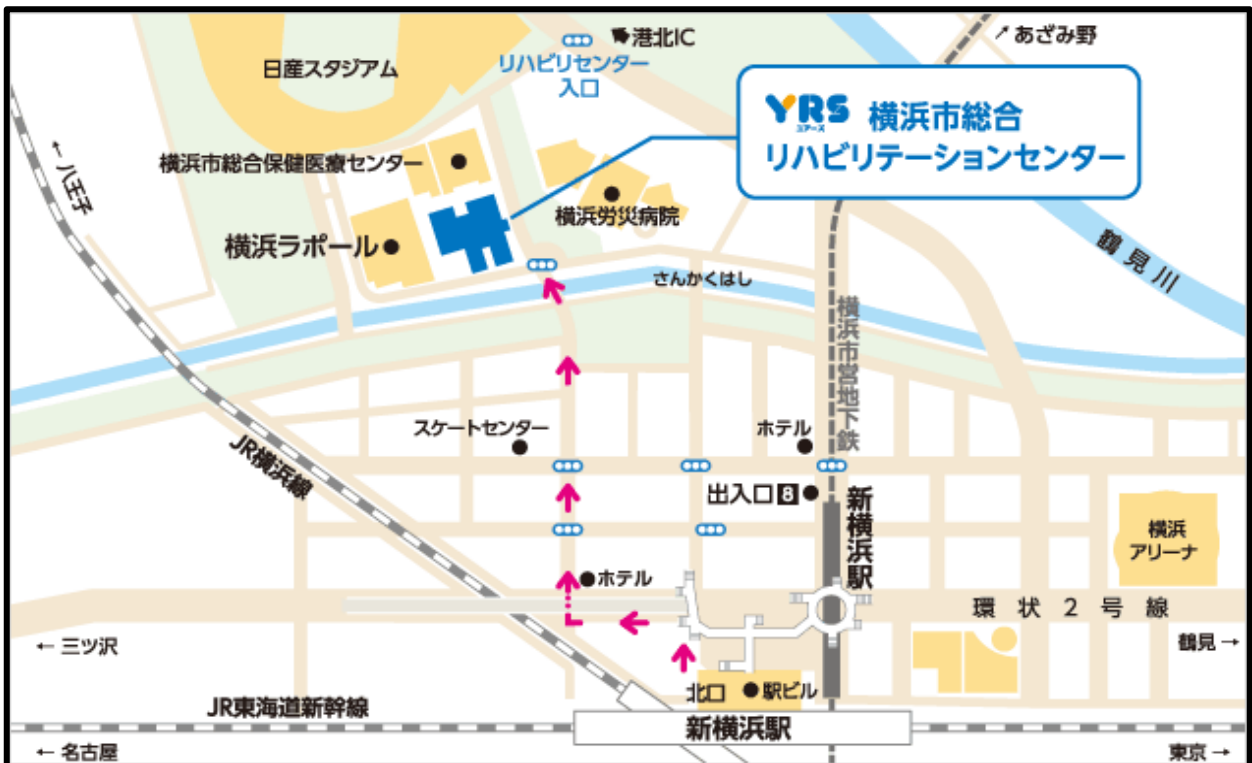 港北IC
↗あざみ野
日産スタジアム
リハビリセンター
入口
YRS
ユアーズ
横浜市総合
リハビリテーションセンター
←八王子
横浜市総合保健医療センター
横浜労災病院
横浜ラポール
さんかくはし
鶴見川
横浜市営地下鉄
スケートセンター
ホテル
JR横浜線
出入口8
新横浜駅
横浜
アリーナ
ホテル
環状2号線
←三ツ沢
鶴見→
北口
駅ビル
JR東海道新幹線
新横浜駅
←名古屋
東京→